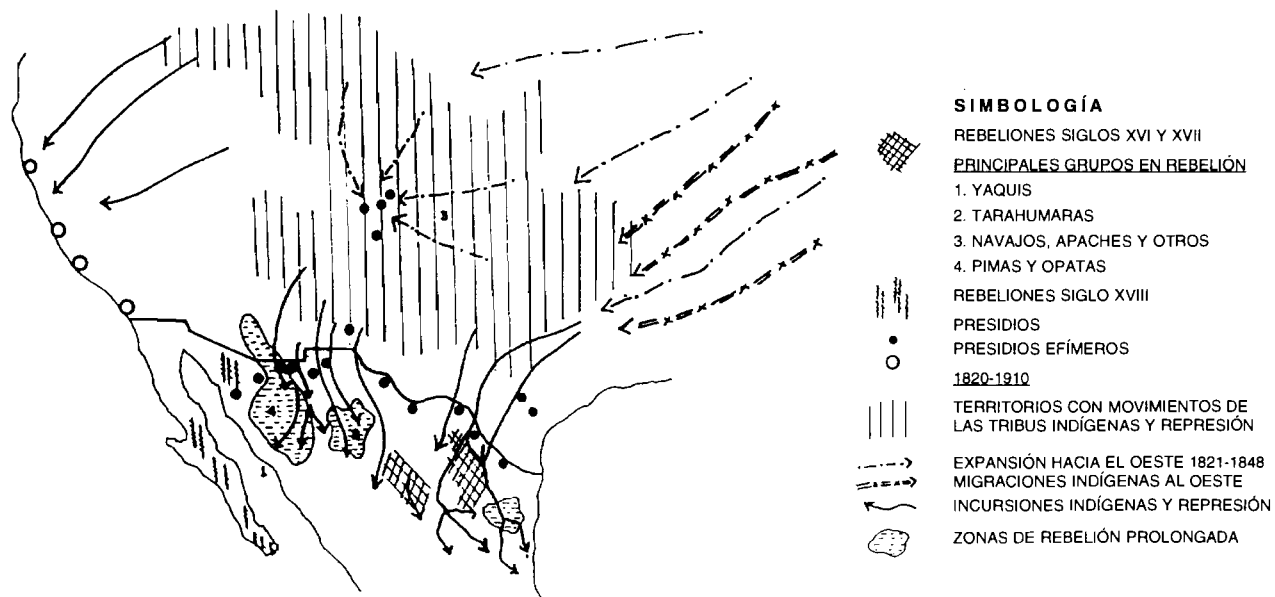 SIMBOLOGÍA
REBELIONES SIGLOS XVI Y XVII
PRINCIPALES GRUPOS EN REBELIÓN
1. YAQUIS
2. TARAHUMARAS
3. NAVAJOS, APACHES Y OTROS
4. PIMAS Y OPATAS
REBELIONES SIGLO XVIII
PRESIDIOS
PRESIDIOS EFÍMEROS
1820-1910
TERRITORIOS CON MOVIMIENTOS DE
LAS TRIBUS INDÍGENAS Y REPRESIÓN
EXPANSIÓN HACIA EL OESTE 1821-1848
MIGRACIONES INDÍGENAS AL OESTE
INCURSIONES INDÍGENAS Y REPRESIÓN
ZONAS DE REBELIÓN PROLONGADA
3
4
1